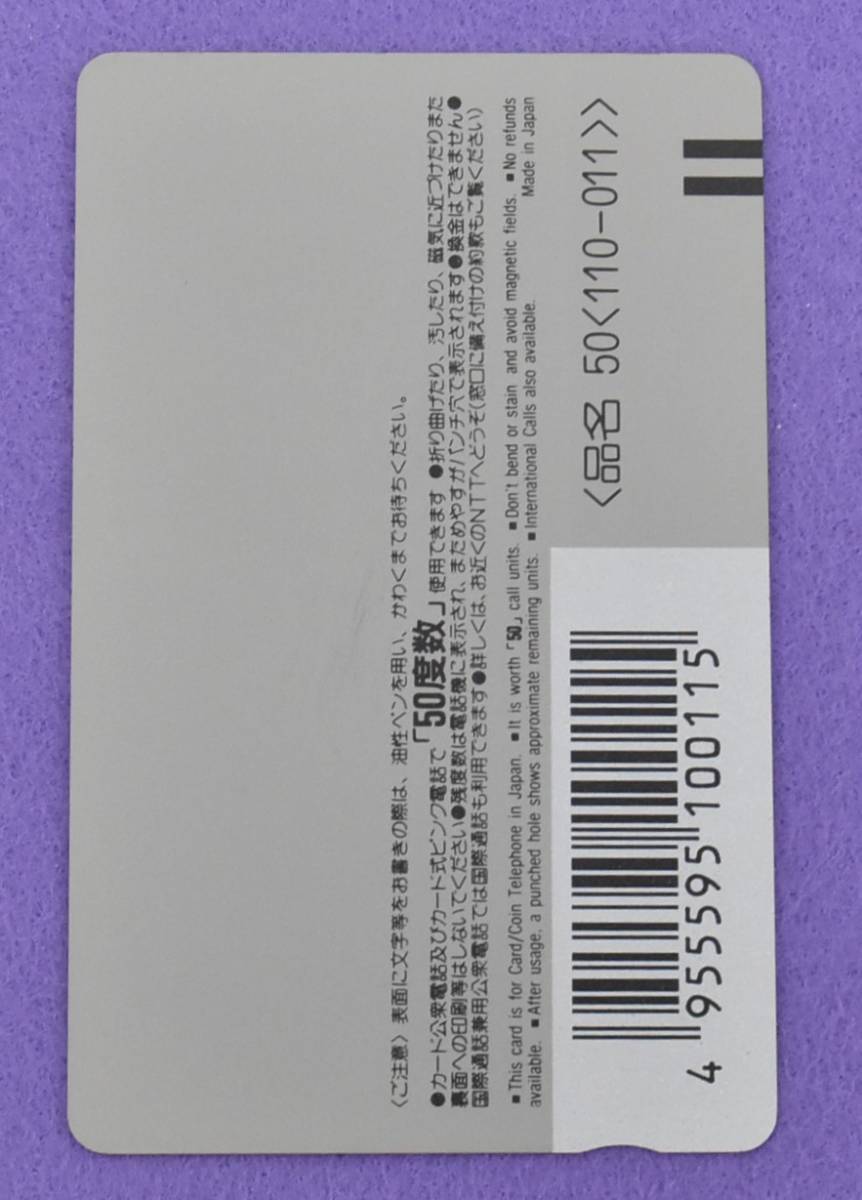 〈ご注意〉表面に文字等をお書きの際は、油性ペンを用い、かわくまでお待ちください。
●カード公衆電話及びカード式ピンク電話で「50度数」使用できます ●折り曲げたり、汚したり、磁気に近づけたりまた
裏面への印刷等はしないでください●残度数は電話機に表示され、まためやすがパンチ穴で表示されます●換金はできません●
国際通話兼用公衆電話では国際通話も利用できます●詳しくは、お近くのNTTへどうぞ(窓口に備え付けの約款もご覧ください)
■This card is for Card/Coin Telephone in Japan. ■It is worth「50」call units. ■Don't bend or stain and avoid magnetic fields. ■No refunds
available. ■After usage, a punched hole shows approximate remaining units. ■International Calls also available. Made in Japan
〈品名 50〈110-011〉〉
4 955595 100115